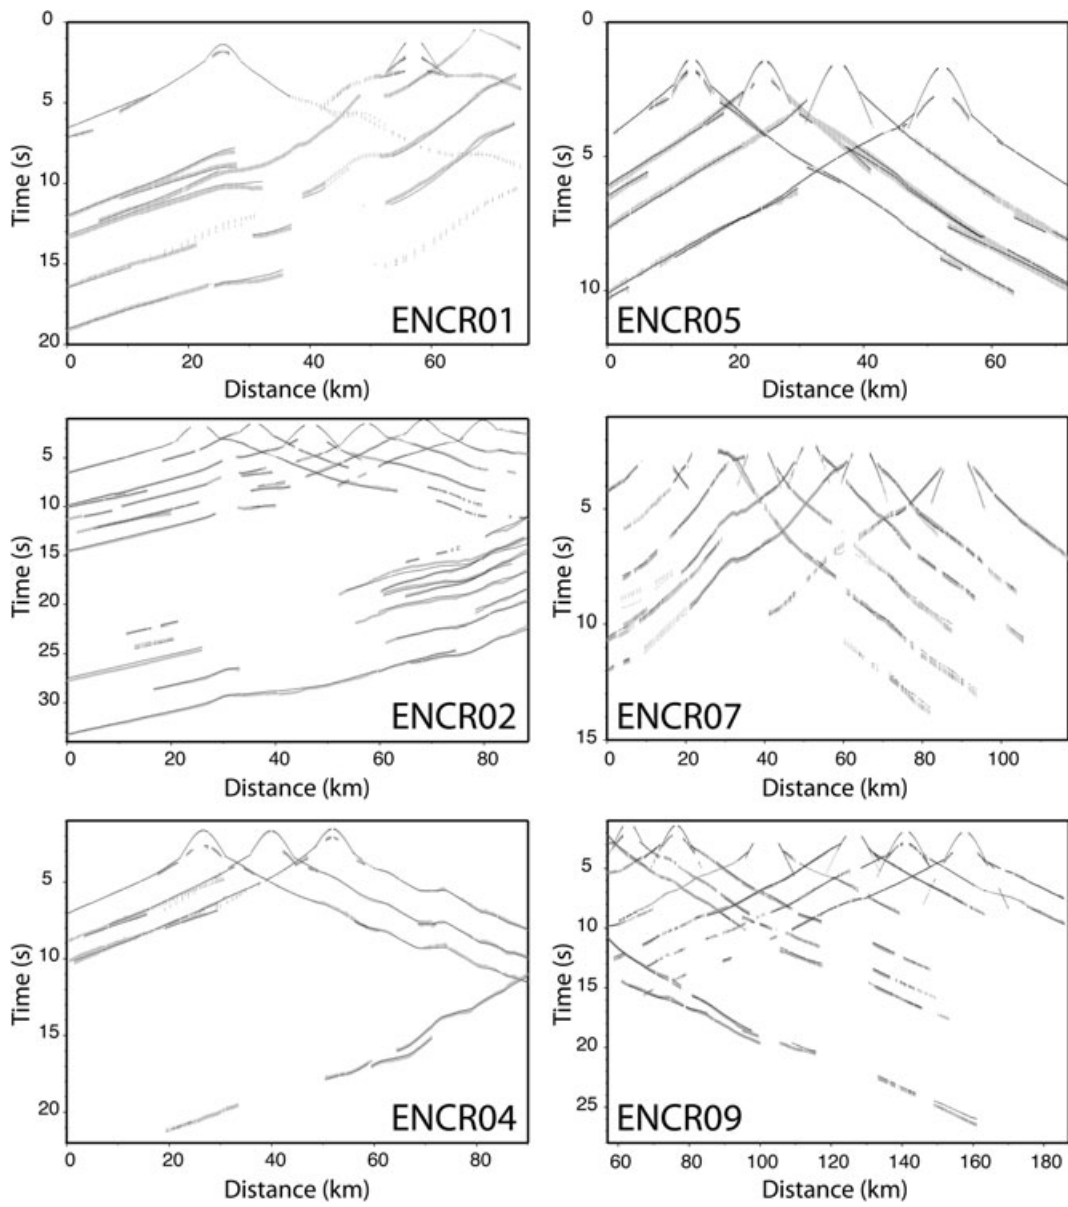 0
5
10
15
20
Time (s)
ENCR01
0 20 40 60
Distance (km)
0
5
10
Time (s)
ENCR05
0 20 40 60
Distance (km)
5
10
15
20
25
30
Time (s)
ENCR02
0 20 40 60 80
Distance (km)
5
10
15
Time (s)
ENCR07
0 20 40 60 80 100
Distance (km)
5
10
15
20
Time (s)
ENCR04
0 20 40 60 80
Distance (km)
5
10
15
20
25
Time (s)
ENCR09
60 80 100 120 140 160 180
Distance (km)